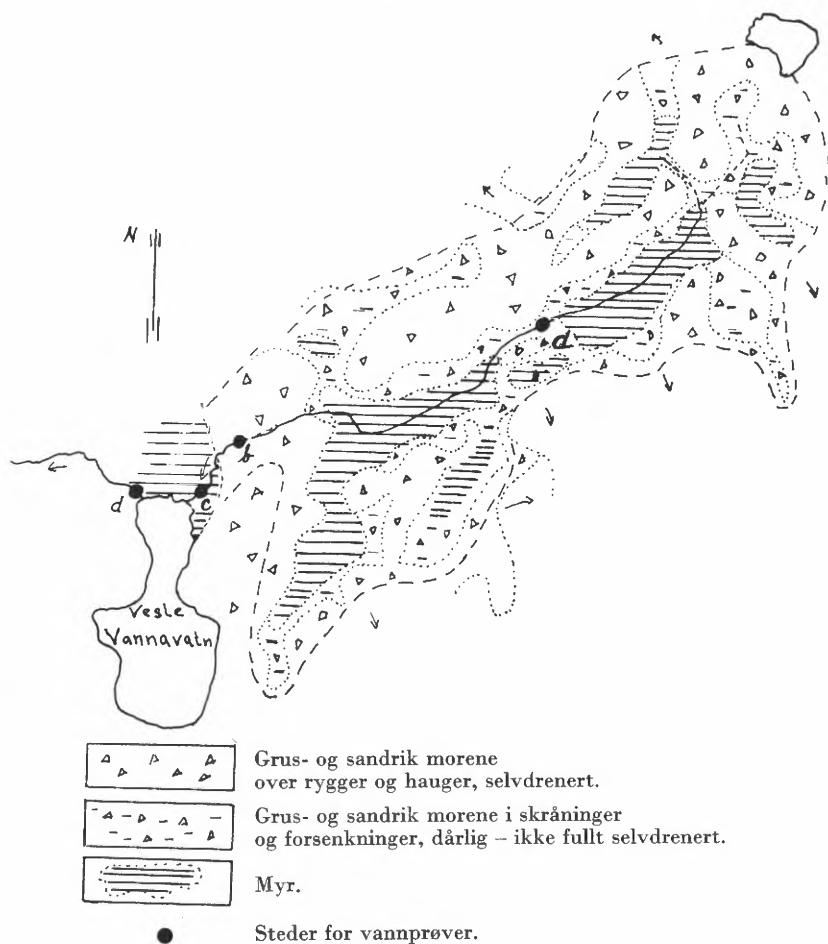 N
d
b
d
c
Vesle
Vannavatn
Grus- og sandrik morene
over rygger og hauger, selvdrenert.
Grus- og sandrik morene i skråninger
og forsenkninger, dårlig – ikke fullt selvdrenert.
Myr.
Steder for vannprøver.